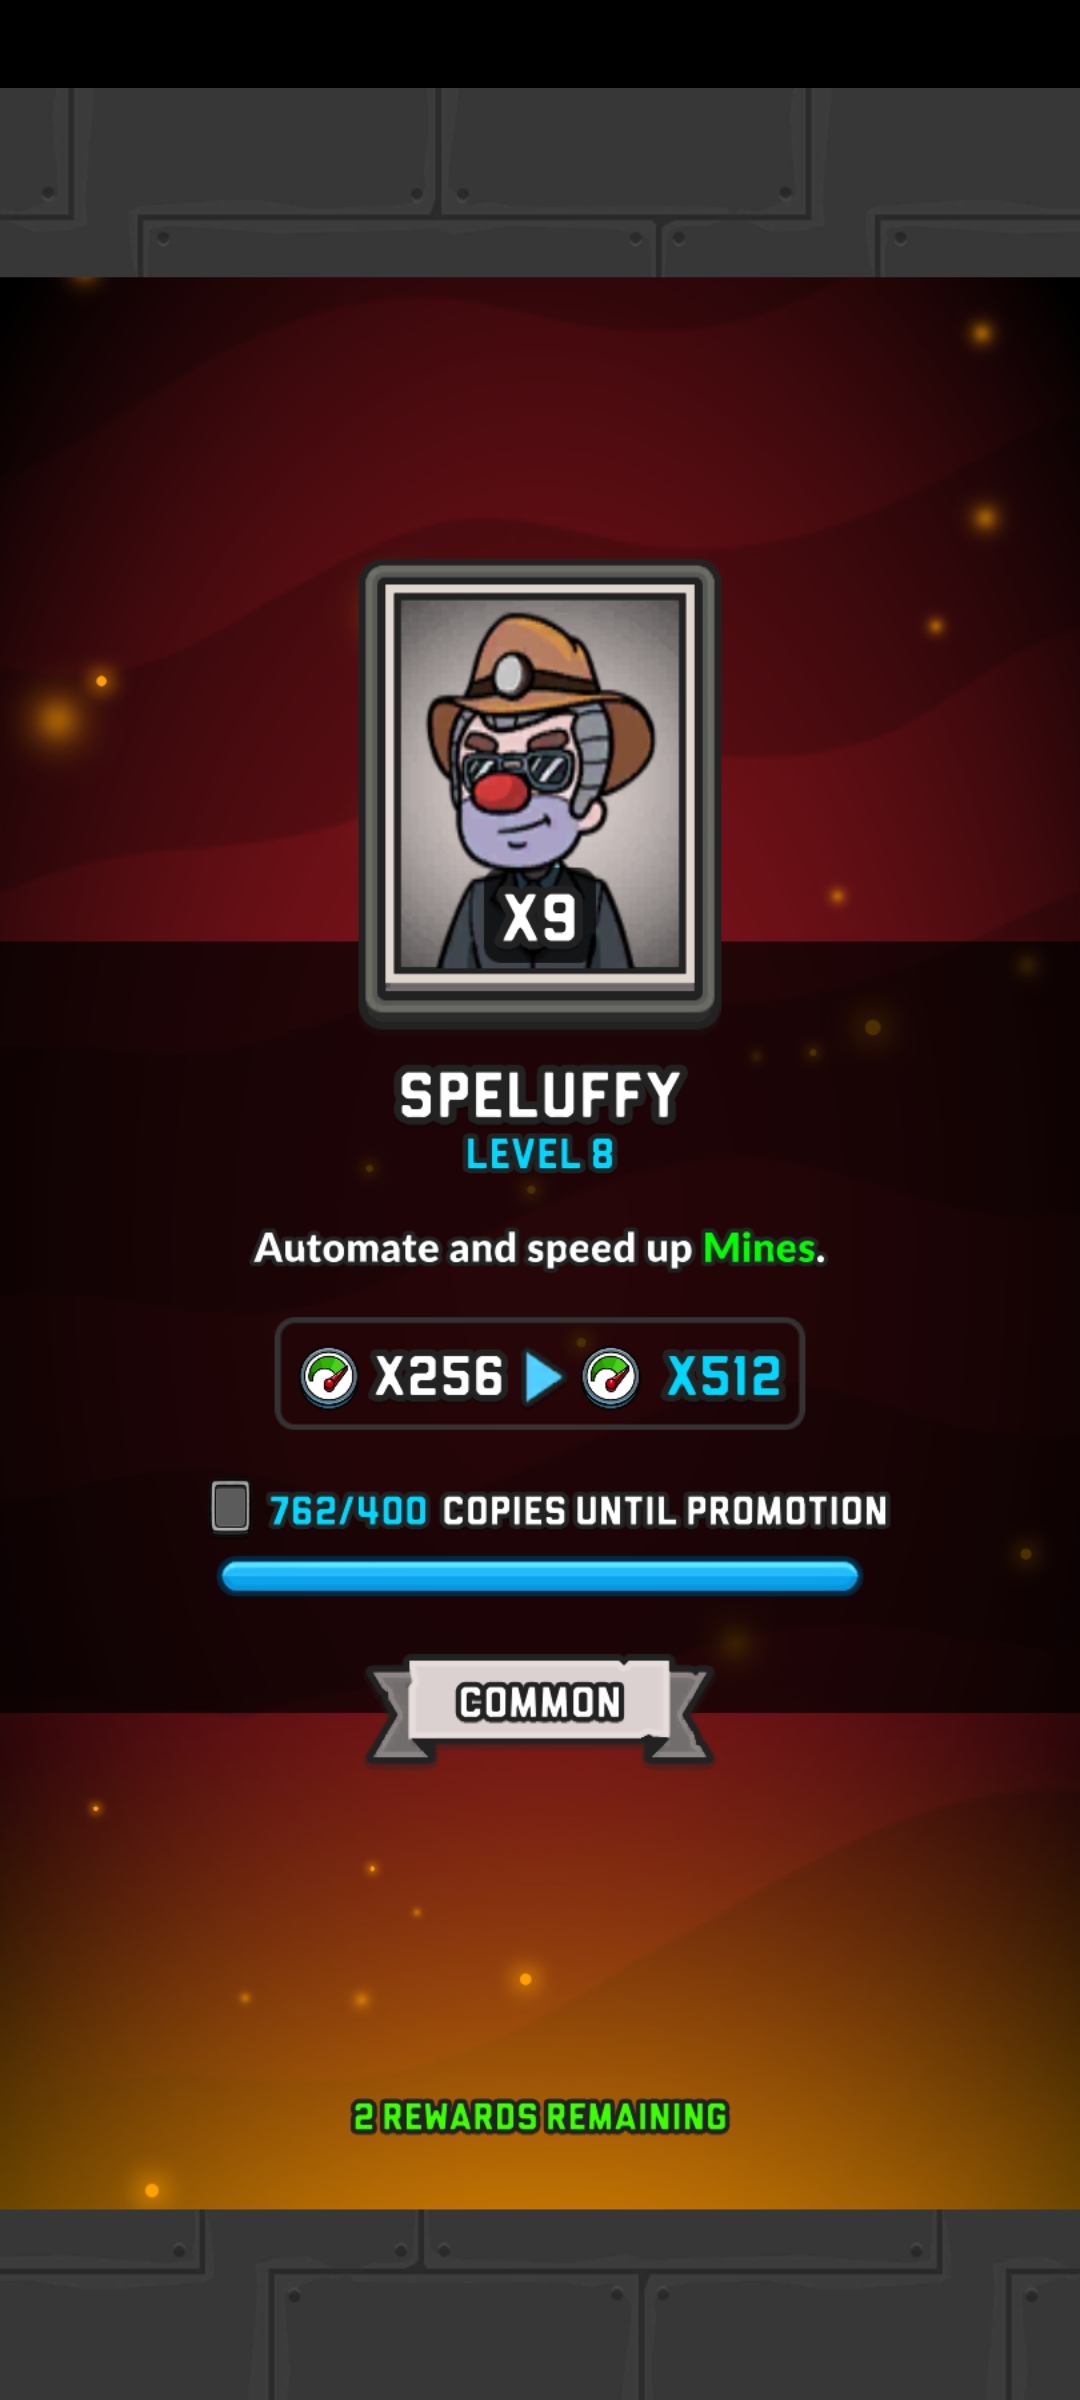 X9
SPELUFFY
LEVEL 8
Automate and speed up Mines.
X256 X512
762/400 COPIES UNTIL PROMOTION
COMMON
2 REWARDS REMAINING